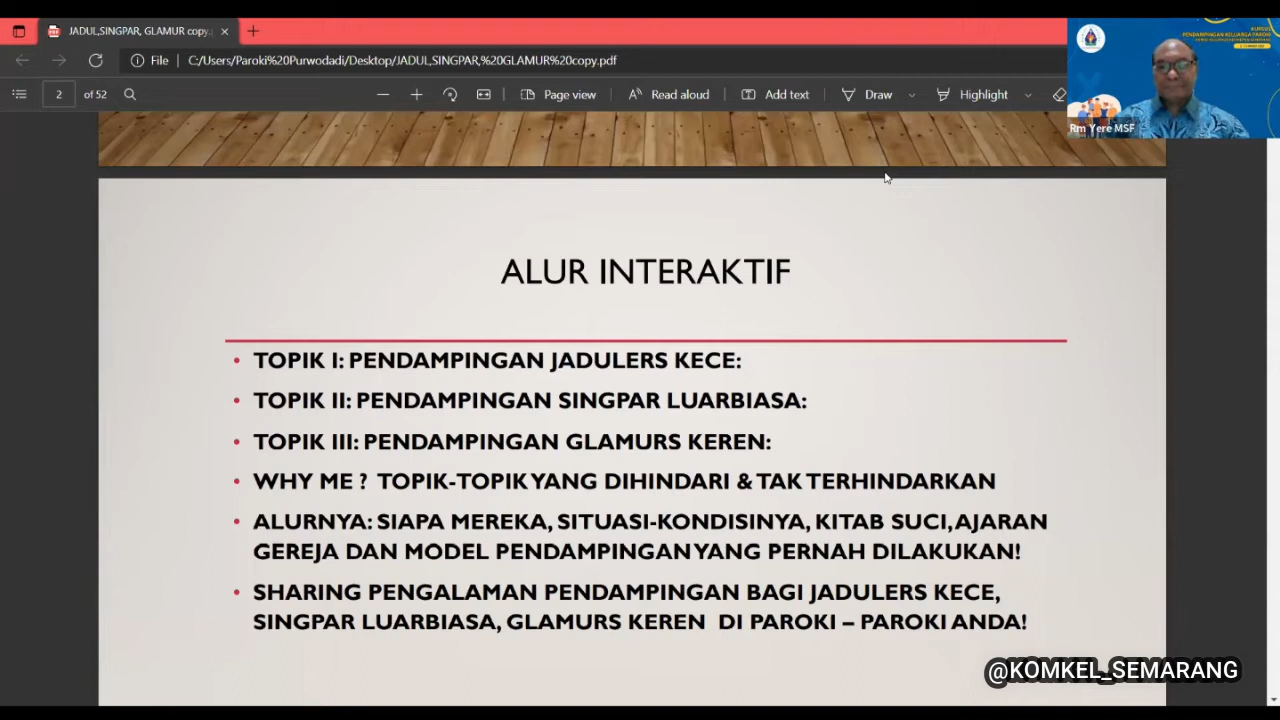 JADUL,SINGPAR, GLAMUR copy.
File
C:/Users/Paroki%20Purwodadi/Desktop/JADUL,SINGPAR,%20GLAMUR%20copy.pdf
2 of 52
Page view
Read aloud
Add text
Draw
Highlight
KURSUS
PENDAMPINGAN KELUARGA PAROKI
Rm Yere MSF
ALUR INTERAKTIF
• TOPIK I: PENDAMPINGAN JADULERS KECE:
• TOPIK II: PENDAMPINGAN SINGPAR LUARBIASA:
• TOPIK III: PENDAMPINGAN GLAMURS KEREN:
• WHY ME ? TOPIK-TOPIK YANG DIHINDARI & TAK TERHINDARKAN
• ALURNYA: SIAPA MEREKA, SITUASI-KONDISINYA, KITAB SUCI, AJARAN
GEREJA DAN MODEL PENDAMPINGAN YANG PERNAH DILAKUKAN!
• SHARING PENGALAMAN PENDAMPINGAN BAGI JADULERS KECE,
SINGPAR LUARBIASA, GLAMURS KEREN DI PAROKI – PAROKI ANDA!
@KOMKEL_SEMARANG